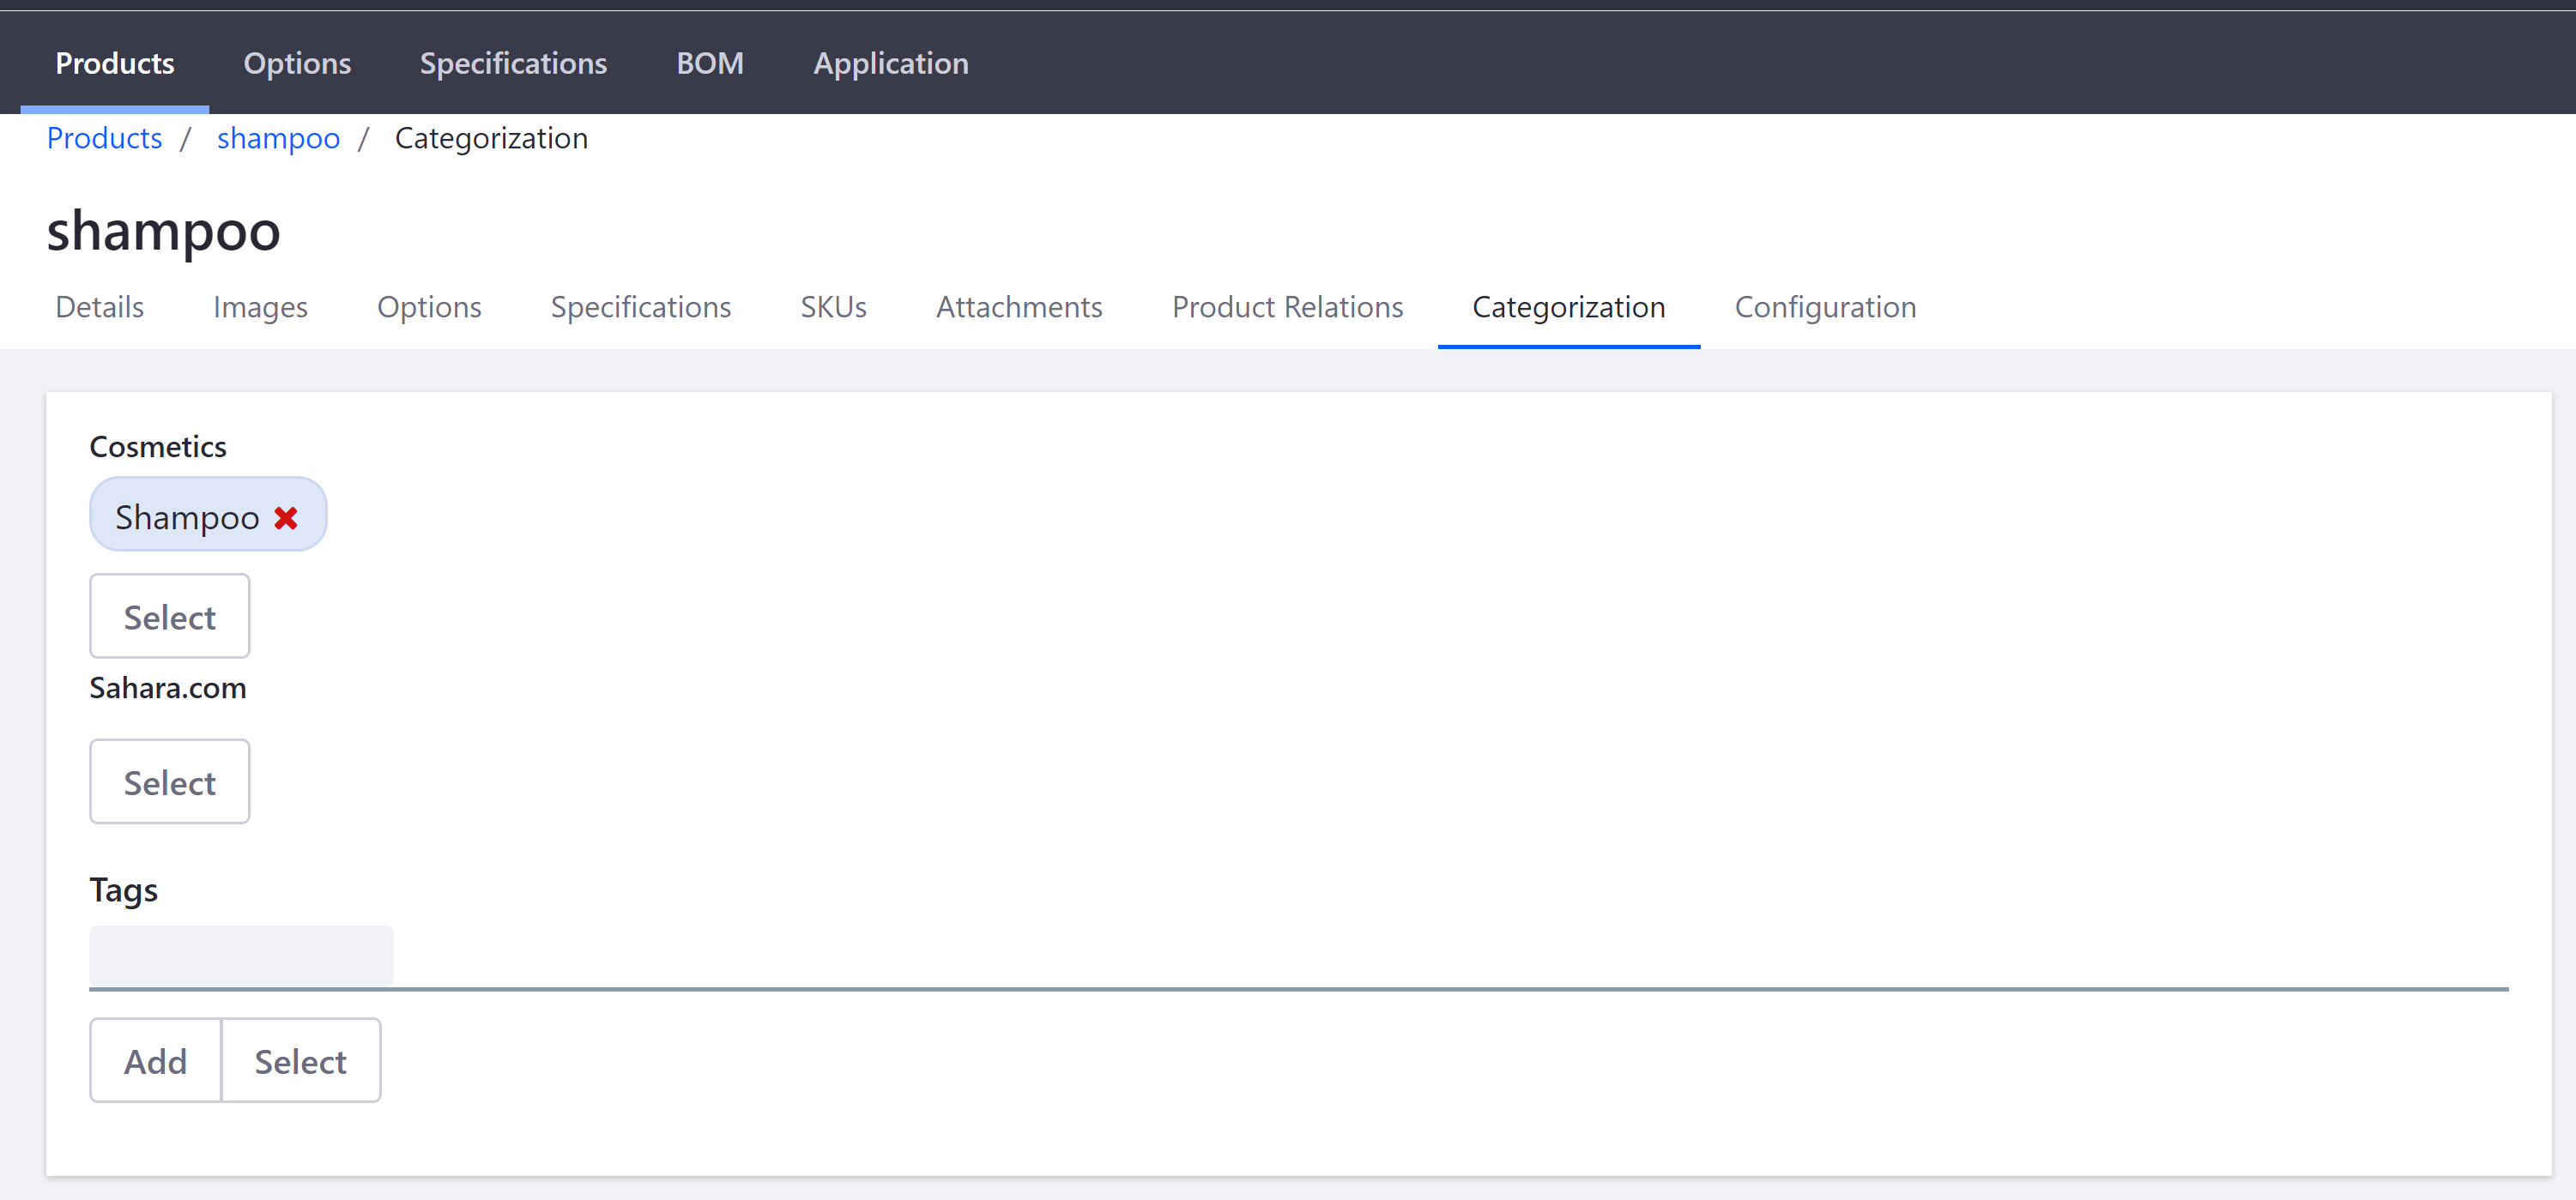 Products Options Specifications BOM Application
Products / shampoo / Categorization
shampoo
Details Images Options Specifications SKUs Attachments Product Relations Categorization Configuration
Cosmetics
Shampoo
Select
Sahara.com
Select
Tags
Add Select